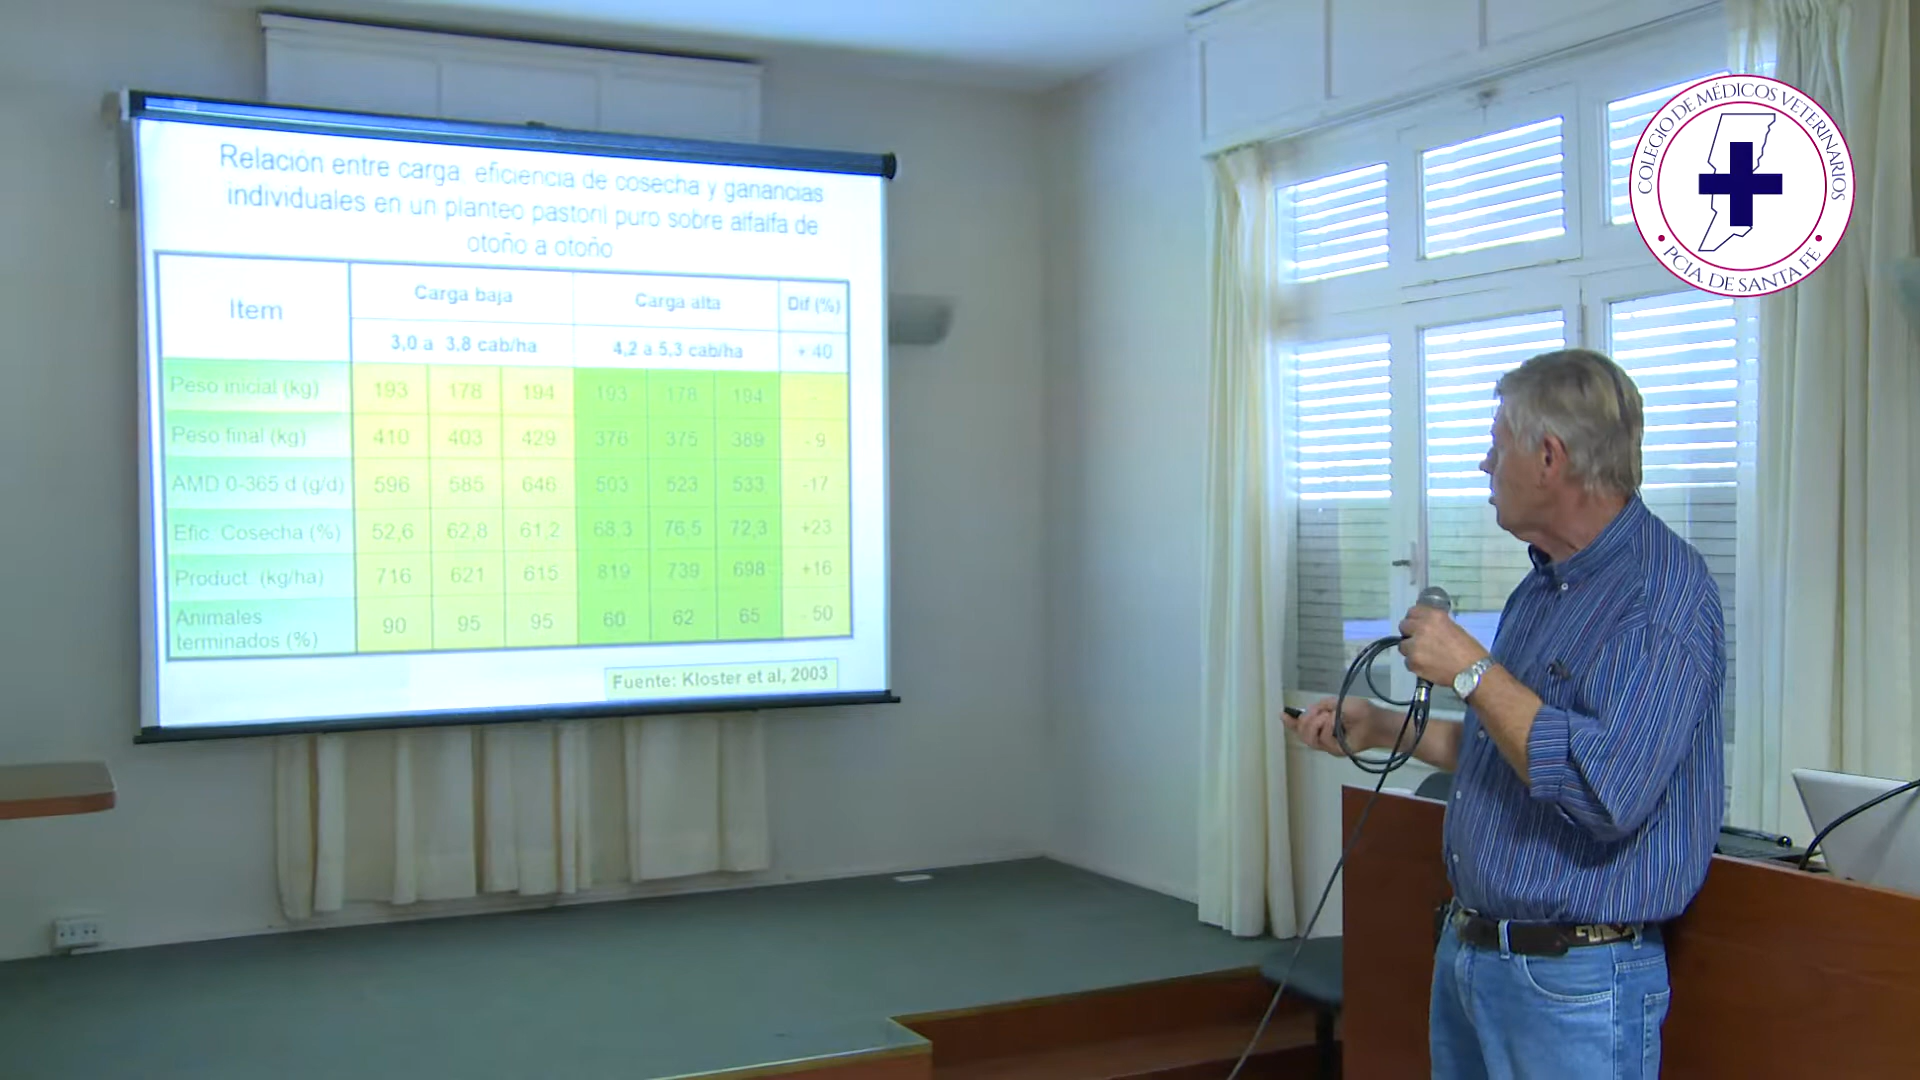 Relación entre carga, eficiencia de cosecha y ganancias
individuales en un planteo pastoril puro sobre alfalfa de
otoño a otoño
Item Carga baja Carga alta Dif (%)
3,0 a 3,8 cab/ha 4,2 a 5,3 cab/ha + 40
Peso inicial (kg) 193 178 194 193 178 194 -
Peso final (kg) 410 403 429 376 375 389 - 9
AMD 0-365 d (g/d) 596 585 646 503 523 533 -17
Efic. Cosecha (%) 52,6 62,8 61,2 68,3 76,5 72,3 +23
Product. (kg/ha) 716 621 615 819 739 698 +16
Animales
terminados (%) 90 95 95 60 62 65 - 50
Fuente: Kloster et al, 2003
COLEGIO DE MÉDICOS VETERINARIOS
• PCIA. DE SANTA FE •